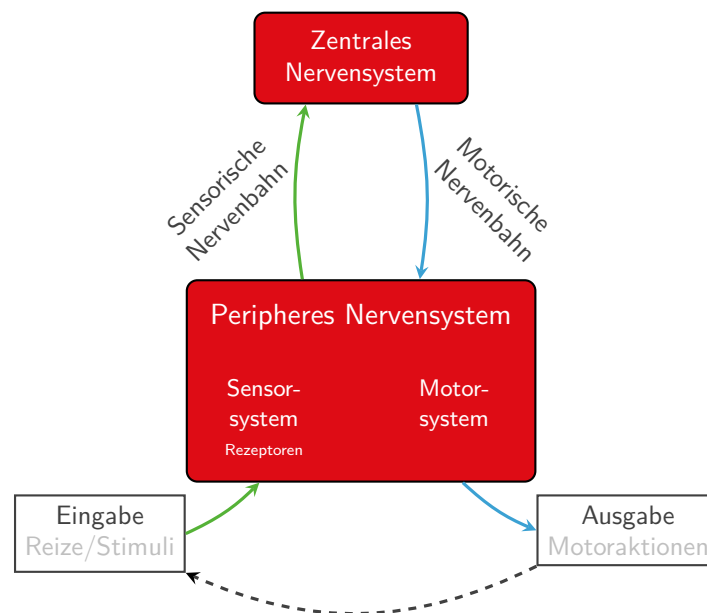 Zentrales
Nervensystem
Sensorische
Nervenbahn
Motorische
Nervenbahn
Peripheres Nervensystem
Sensor-
system
Rezeptoren
Motor-
system
Eingabe
Reize/Stimuli
Ausgabe
Motoraktionen